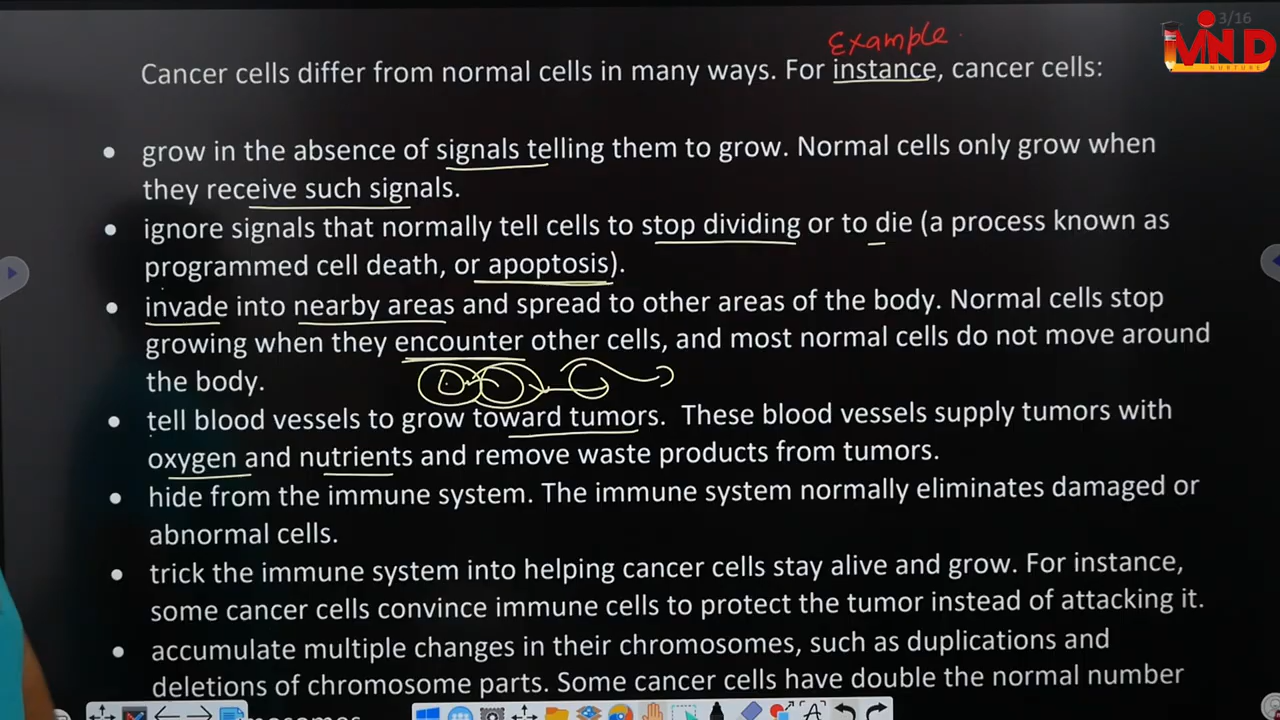 3/16
MIND
NURTURE
Example
Cancer cells differ from normal cells in many ways. For instance, cancer cells:
• grow in the absence of signals telling them to grow. Normal cells only grow when
they receive such signals.
• ignore signals that normally tell cells to stop dividing or to die (a process known as
programmed cell death, or apoptosis).
• invade into nearby areas and spread to other areas of the body. Normal cells stop
growing when they encounter other cells, and most normal cells do not move around
the body.
• tell blood vessels to grow toward tumors. These blood vessels supply tumors with
oxygen and nutrients and remove waste products from tumors.
• hide from the immune system. The immune system normally eliminates damaged or
abnormal cells.
• trick the immune system into helping cancer cells stay alive and grow. For instance,
some cancer cells convince immune cells to protect the tumor instead of attacking it.
• accumulate multiple changes in their chromosomes, such as duplications and
deletions of chromosome parts. Some cancer cells have double the normal number